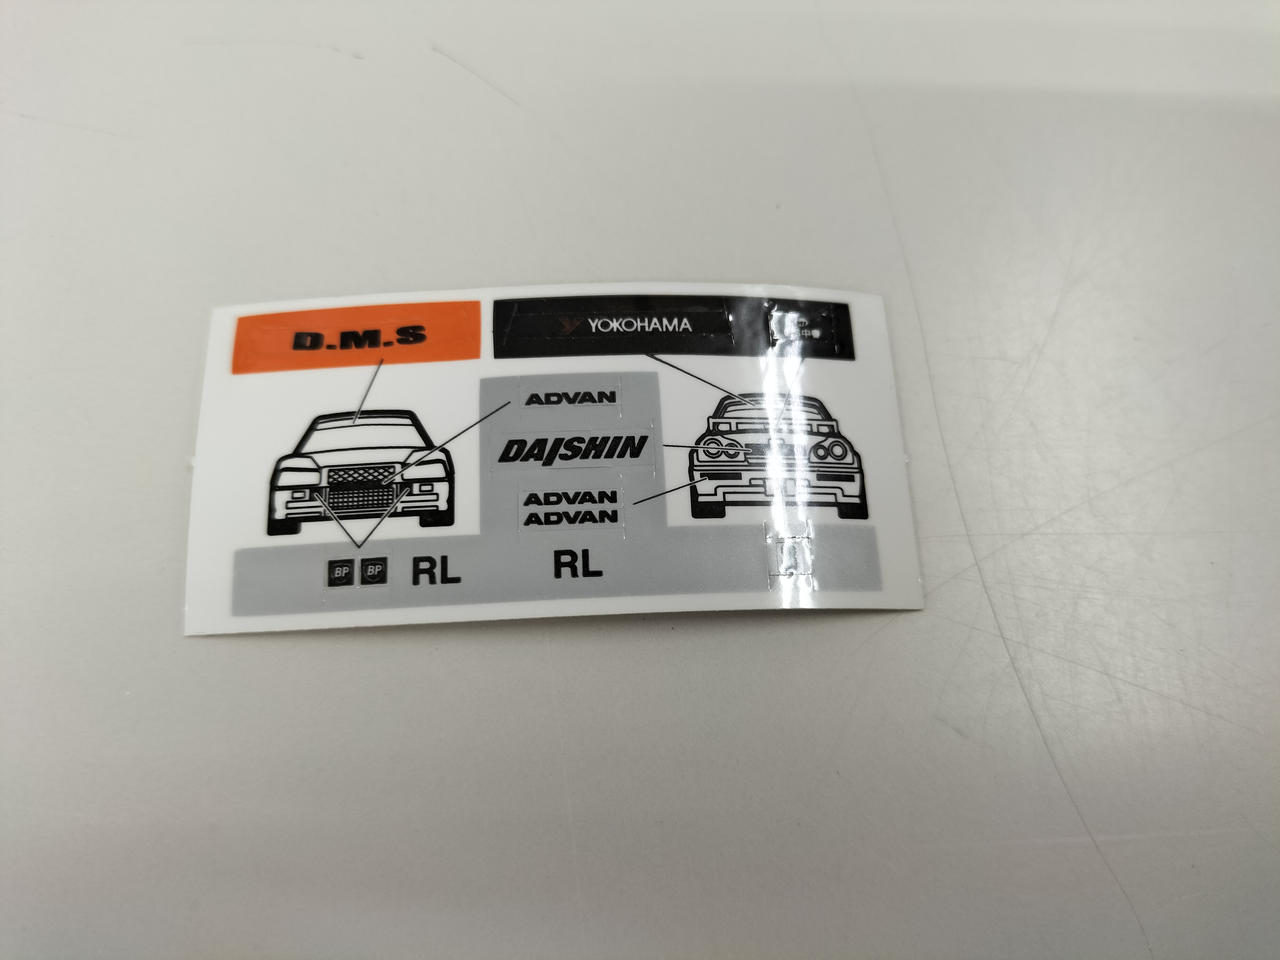 D.M.S
YOKOHAMA
ADVAN
DAISHIN
ADVAN
ADVAN
BP BP RL RL